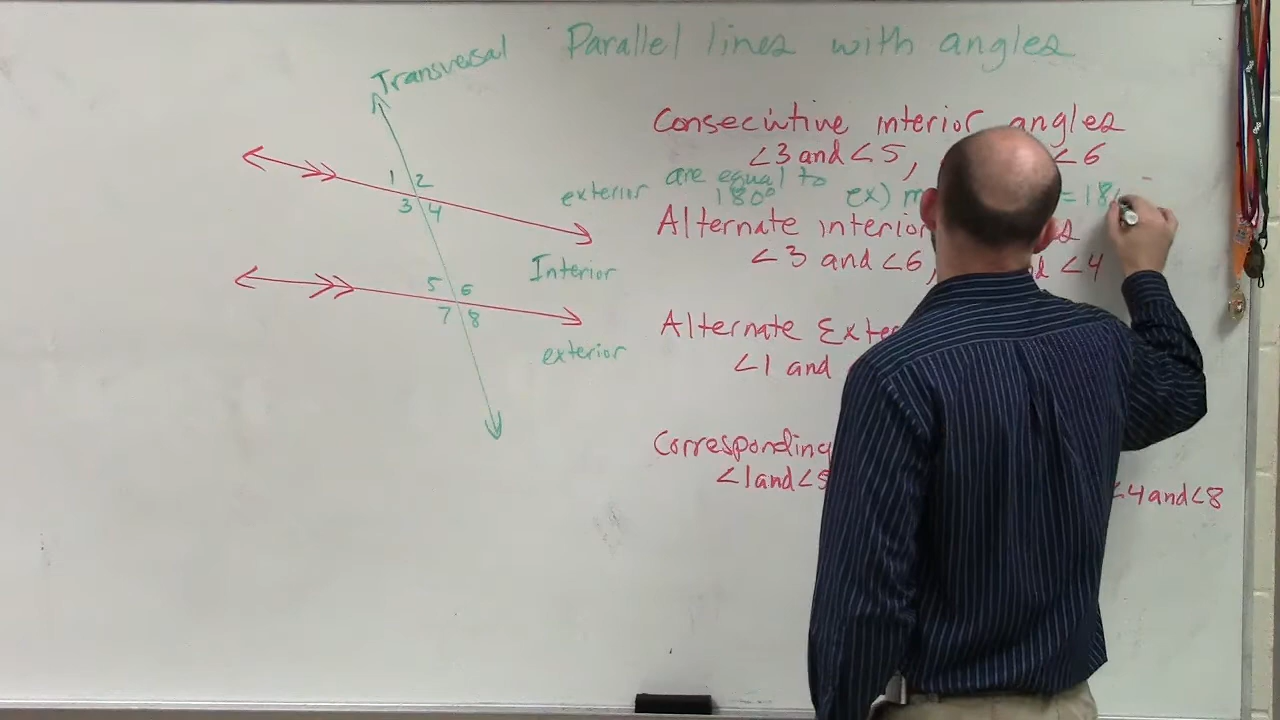 Parallel lines with angles
Transversal
Consecutive interior angles
<3 and <5, <6
are equal to
180° ex) m = 18
1 2
3 4
exterior
Alternate interior
<3 and <6, <4
Interior
5 6
7 8
exterior
Alternate
<1 and
Corresponding
<1 and <5
<4 and <8